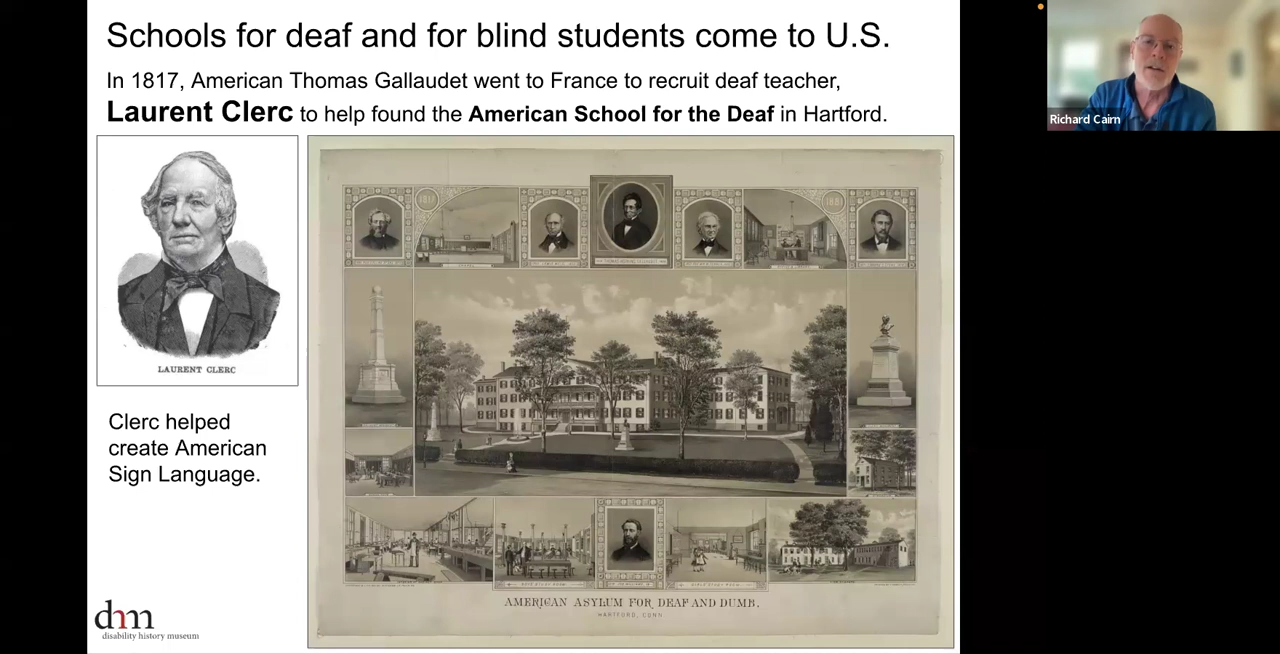 Schools for deaf and for blind students come to U.S.
In 1817, American Thomas Gallaudet went to France to recruit deaf teacher,
Laurent Clerc to help found the American School for the Deaf in Hartford.
Richard Cairn
LAURENT CLERC
1817
Clerc helped
create American
Sign Language.
AMERICAN ASYLUM FOR DEAF AND DUMB.
HARTFORD, CONN
dhm
disability history museum